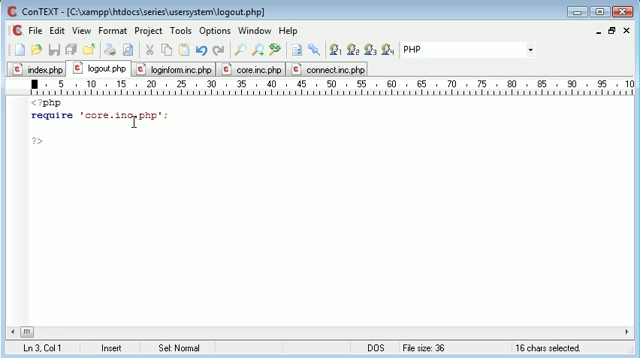 ConTEXT - [C:\xampp\htdocs\series\usersystem\logout.php]
File Edit View Format Project Tools Options Window Help
PHP
index.php logout.php loginform.inc.php core.inc.php connect.inc.php
5 10 15 20 25 30 35 40 45 50 55 60 65 70 75 80 85 90 95 10
<?php
require 'core.inc.php';
?>
Ln 3, Col 1 Insert Sel: Normal DOS File size: 36 16 chars selected.